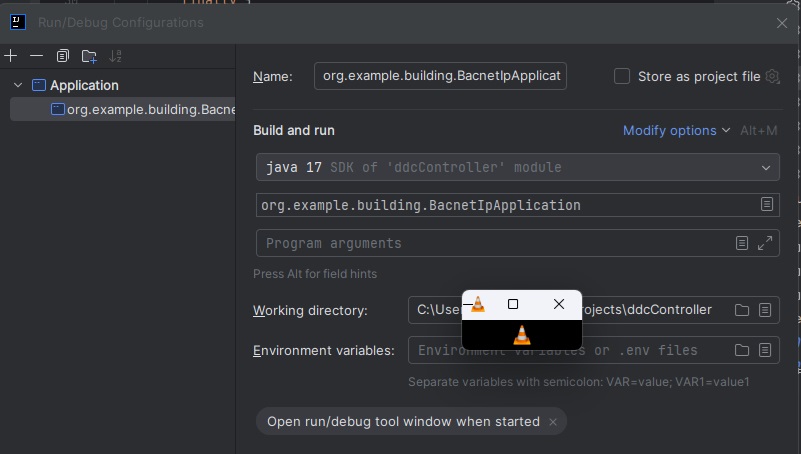 Run/Debug Configurations
Application
org.example.building.Bacne
Name:
org.example.building.BacnetIpApplicat
Store as project file
Build and run
Modify options
Alt+M
java 17 SDK of 'ddcController' module
org.example.building.BacnetIpApplication
Program arguments
Press Alt for field hints
Working directory:
C:\User
rojects\ddcController
Environment variables:
Environment variables or .env files
Separate variables with semicolon: VAR=value; VAR1=value1
Open run/debug tool window when started